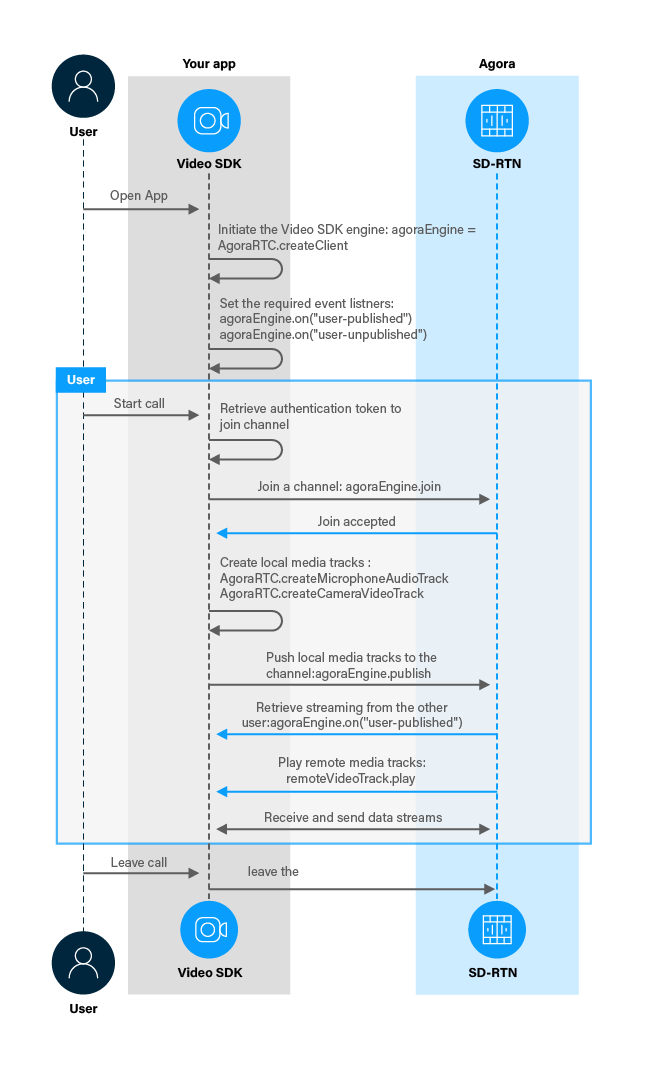 Your app
Agora
User
Video SDK
SD-RTN
Open App
Initiate the Video SDK engine: agoraEngine =
AgoraRTC.createClient
Set the required event listners:
agoraEngine.on("user-published")
agoraEngine.on("user-unpublished")
User
Start call
Retrieve authentication token to
join channel
Join a channel: agoraEngine.join
Join accepted
Create local media tracks :
AgoraRTC.createMicrophoneAudioTrack
AgoraRTC.createCameraVideoTrack
Push local media tracks to the
channel:agoraEngine.publish
Retrieve streaming from the other
user:agoraEngine.on("user-published")
Play remote media tracks:
remoteVideoTrack.play
Receive and send data streams
Leave call
leave the
Video SDK
SD-RTN
User